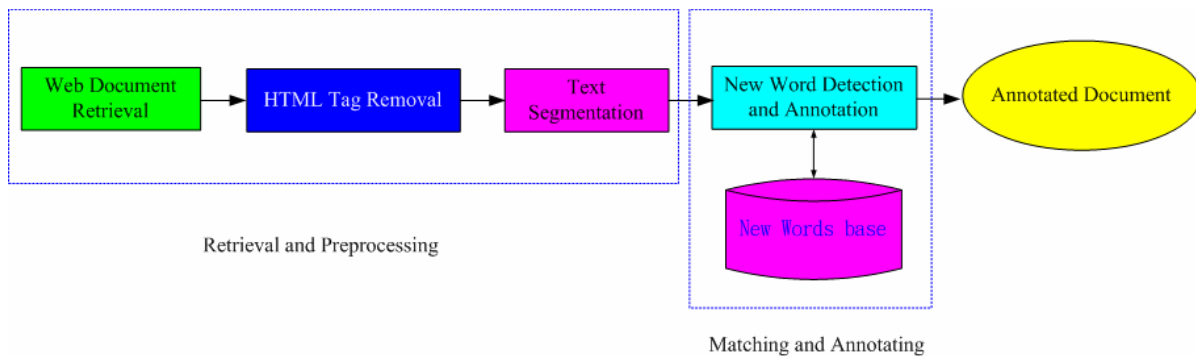 Web Document
Retrieval
HTML Tag Removal
Text
Segmentation
New Word Detection
and Annotation
Annotated Document
New Words base
Retrieval and Preprocessing
Matching and Annotating